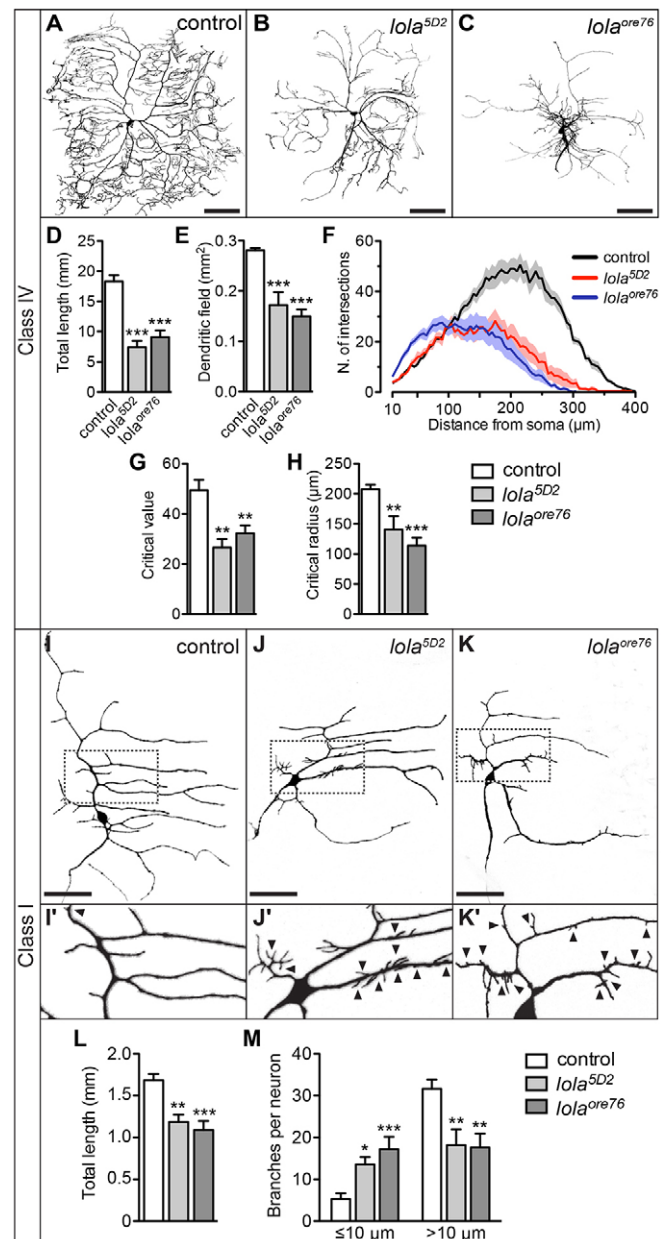 Class IV
A control
B lola5D2
C lolaore76
D
Total length (mm)
25
20
15
10
5
0
***
***
control
lola5D2
lolaore76
E
Dendritic field (mm2)
0.3
0.2
0.1
0.0
***
***
control
lola5D2
lolaore76
F
N. of intersections
60
40
20
0
10 100 200 300 400
Distance from soma (µm)
control
lola5D2
lolaore76
G
Critical value
60
40
20
0
**
**
H
Critical radius (µm)
250
200
150
100
50
0
**
***
control
lola5D2
lolaore76
Class I
I control
J lola5D2
K lolaore76
I'
J'
K'
L
Total length (mm)
2.0
1.5
1.0
0.5
0
**
***
M
Branches per neuron
40
30
20
10
0
*
***
**
**
≤10 µm >10 µm
control
lola5D2
lolaore76